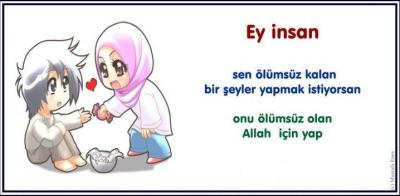 Ey insan
sen ölümsüz kalan
bir şeyler yapmak istiyorsan
onu ölümsüz olan
Allah için yap